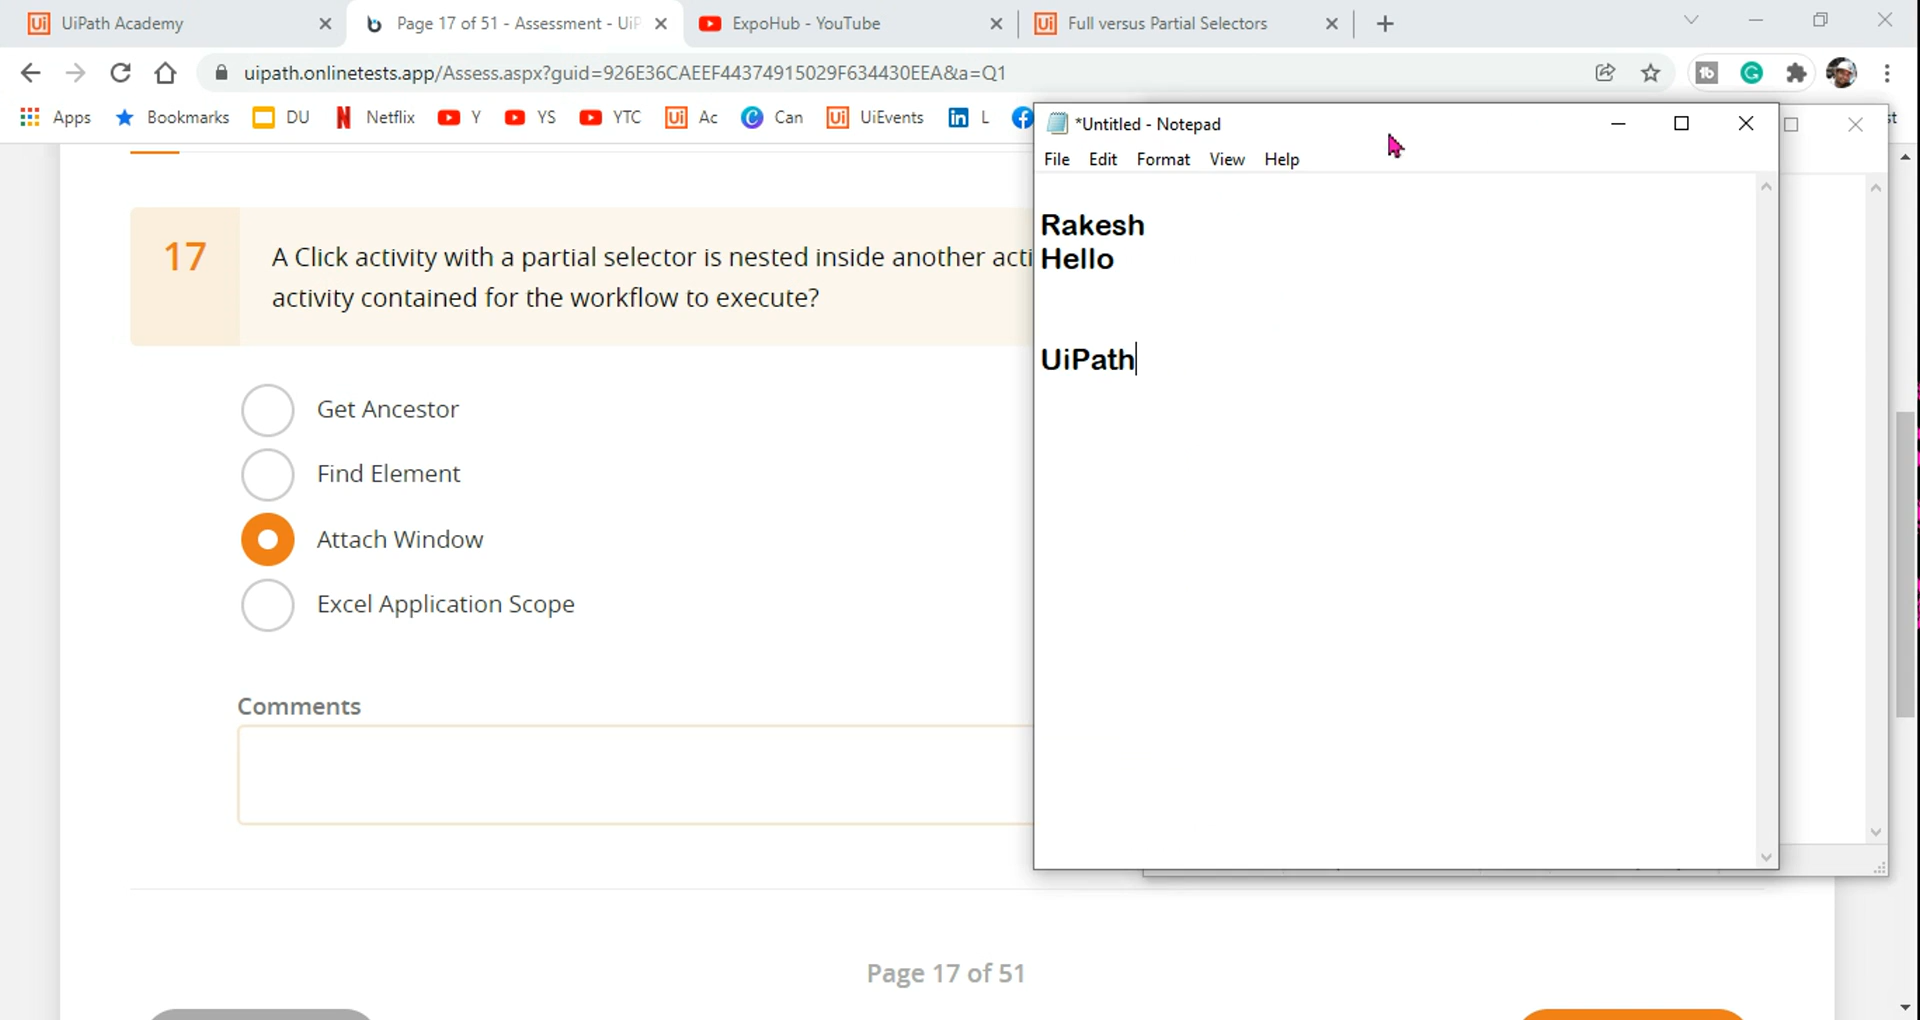 UiPath Academy
Page 17 of 51 - Assessment - UiP
ExpoHub - YouTube
Full versus Partial Selectors
uipath.onlinetests.app/Assess.aspx?guid=926E36CAEEF44374915029F634430EEA&a=Q1
Apps
Bookmarks
DU
Netflix
Y
YS
YTC
Ac
Can
UiEvents
L
st
*Untitled - Notepad
File Edit Format View Help
Rakesh
Hello
UiPath
17
A Click activity with a partial selector is nested inside another acti
activity contained for the workflow to execute?
Get Ancestor
Find Element
Attach Window
Excel Application Scope
Comments
Page 17 of 51